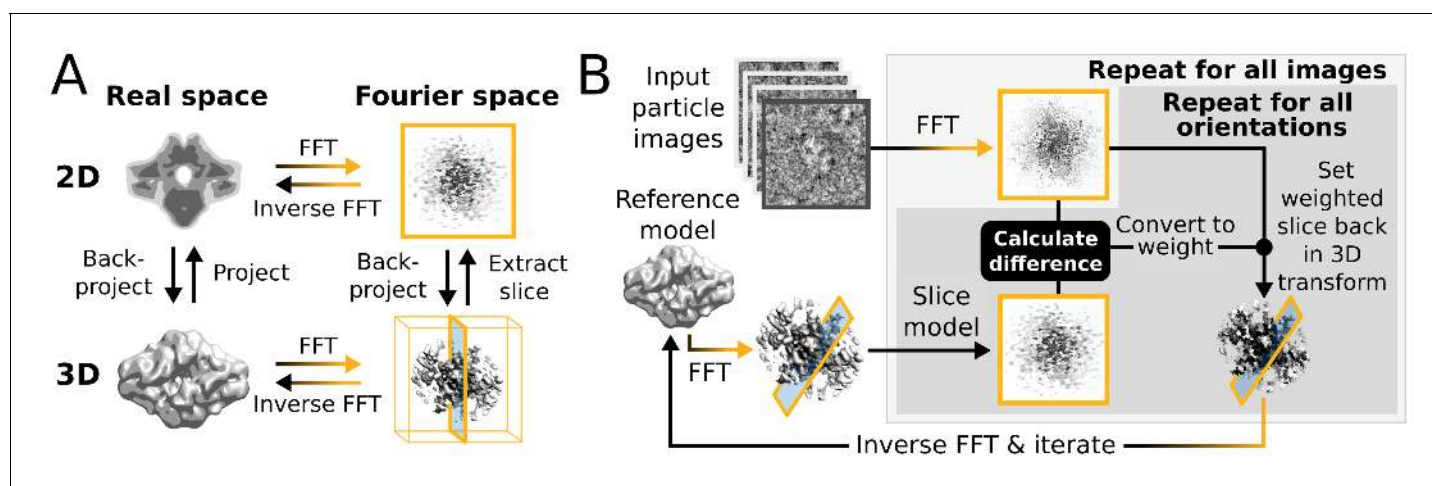 A
Real space
Fourier space
2D
FFT
Inverse FFT
Back-
project
Project
Back-
project
Extract
slice
3D
FFT
Inverse FFT
B
Input
particle
images
FFT
Repeat for all images
Repeat for all
orientations
Reference
model
FFT
Slice
model
Calculate
difference
Convert to
weight
Set
weighted
slice back
in 3D
transform
Inverse FFT & iterate